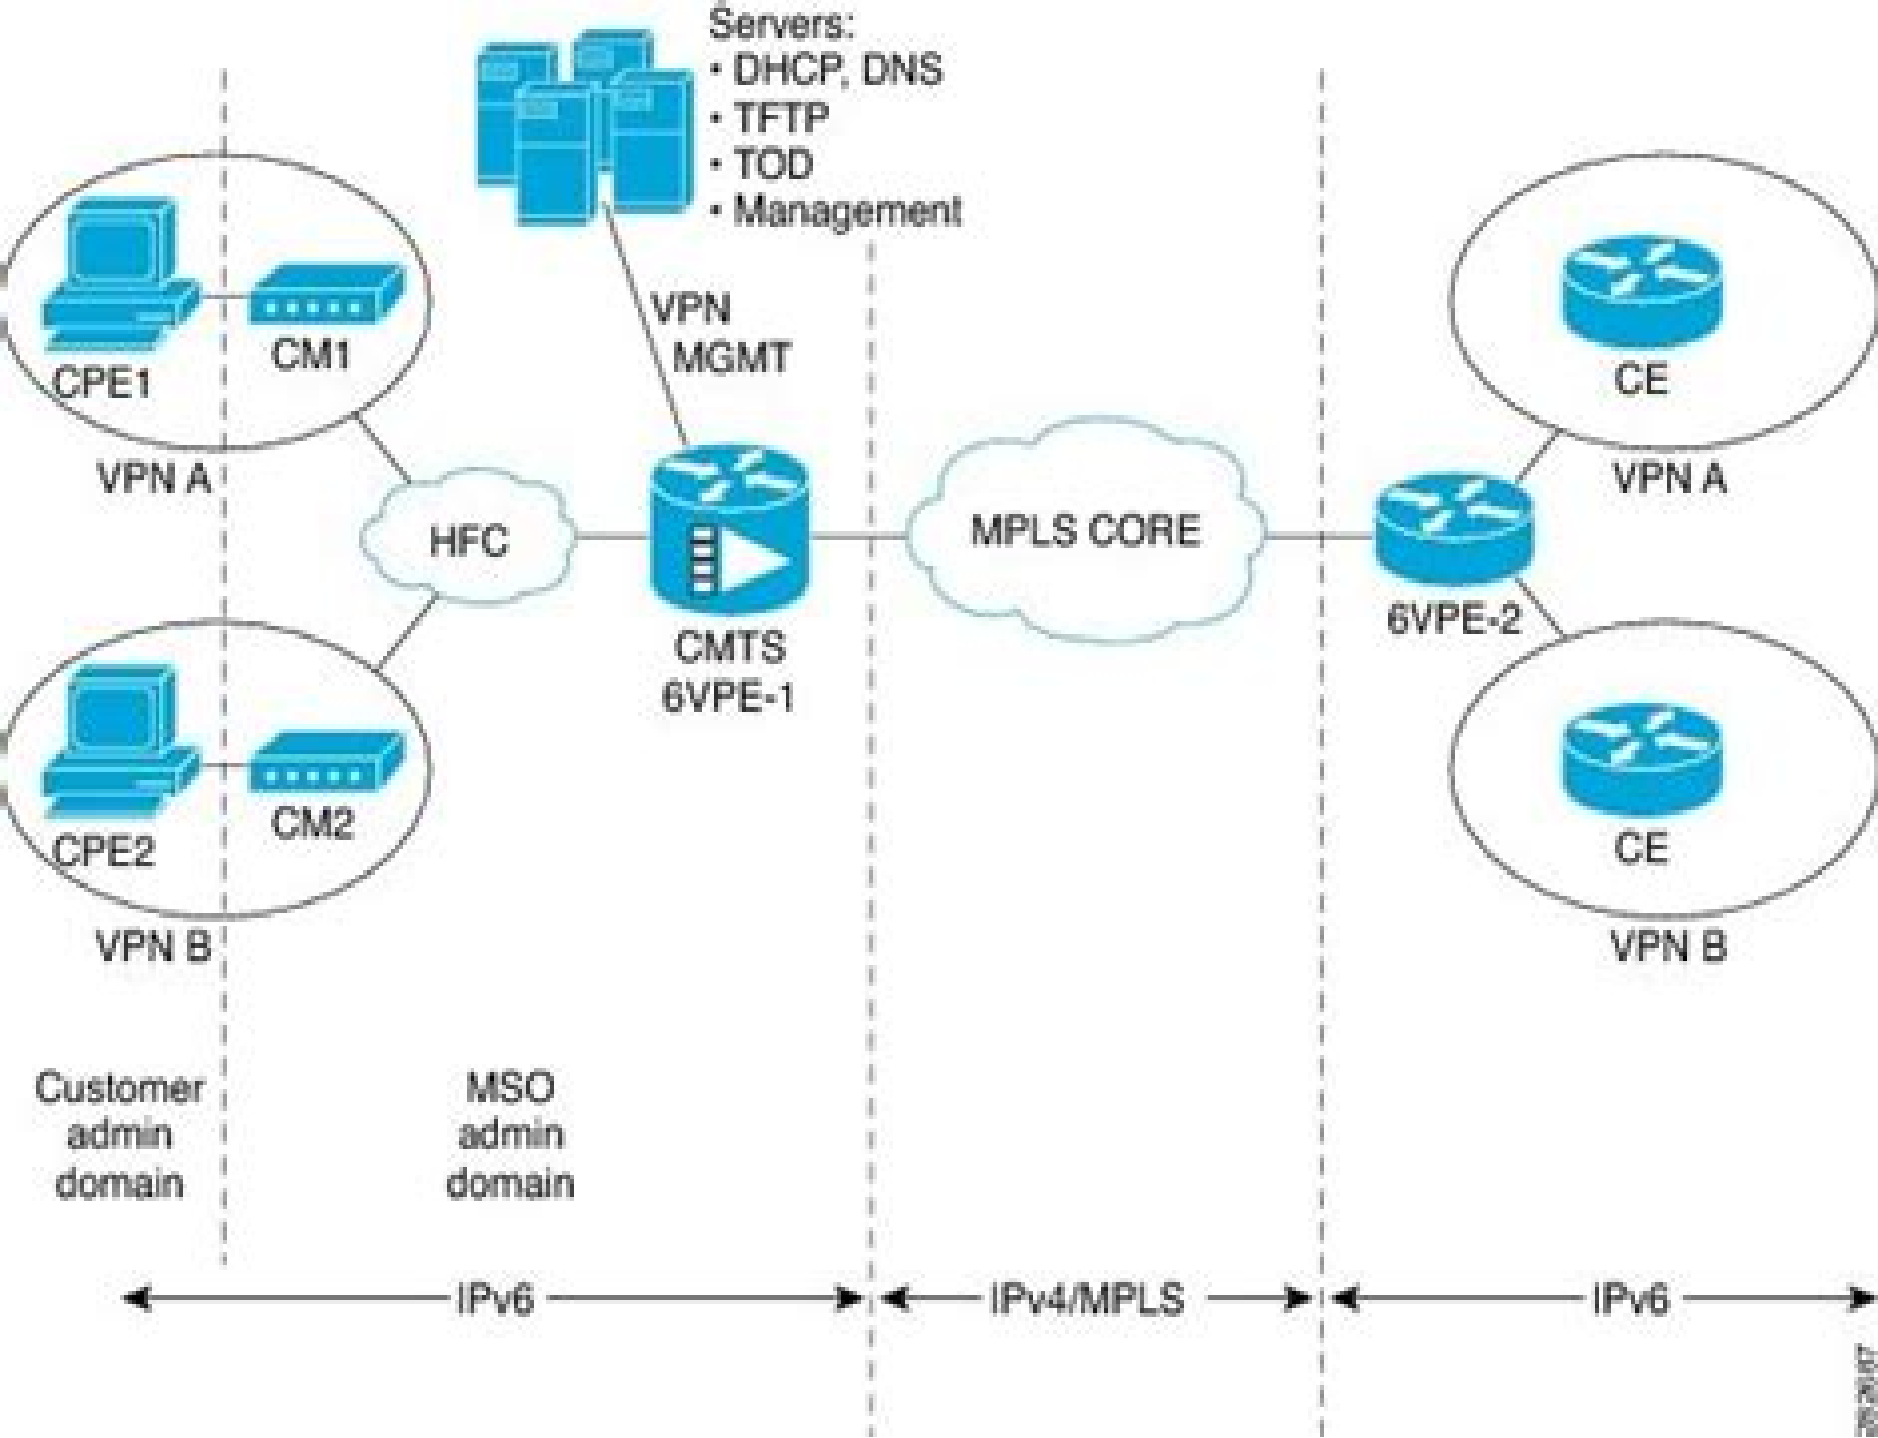 Servers:
• DHCP, DNS
• TFTP
• TOD
• Management
VPN
MGMT
CPE1
CM1
VPN A
HFC
CMTS
6VPE-1
MPLS CORE
6VPE-2
CE
VPN A
CPE2
CM2
VPN B
CE
VPN B
Customer
admin
domain
MSO
admin
domain
IPv6
IPv4/MPLS
IPv6